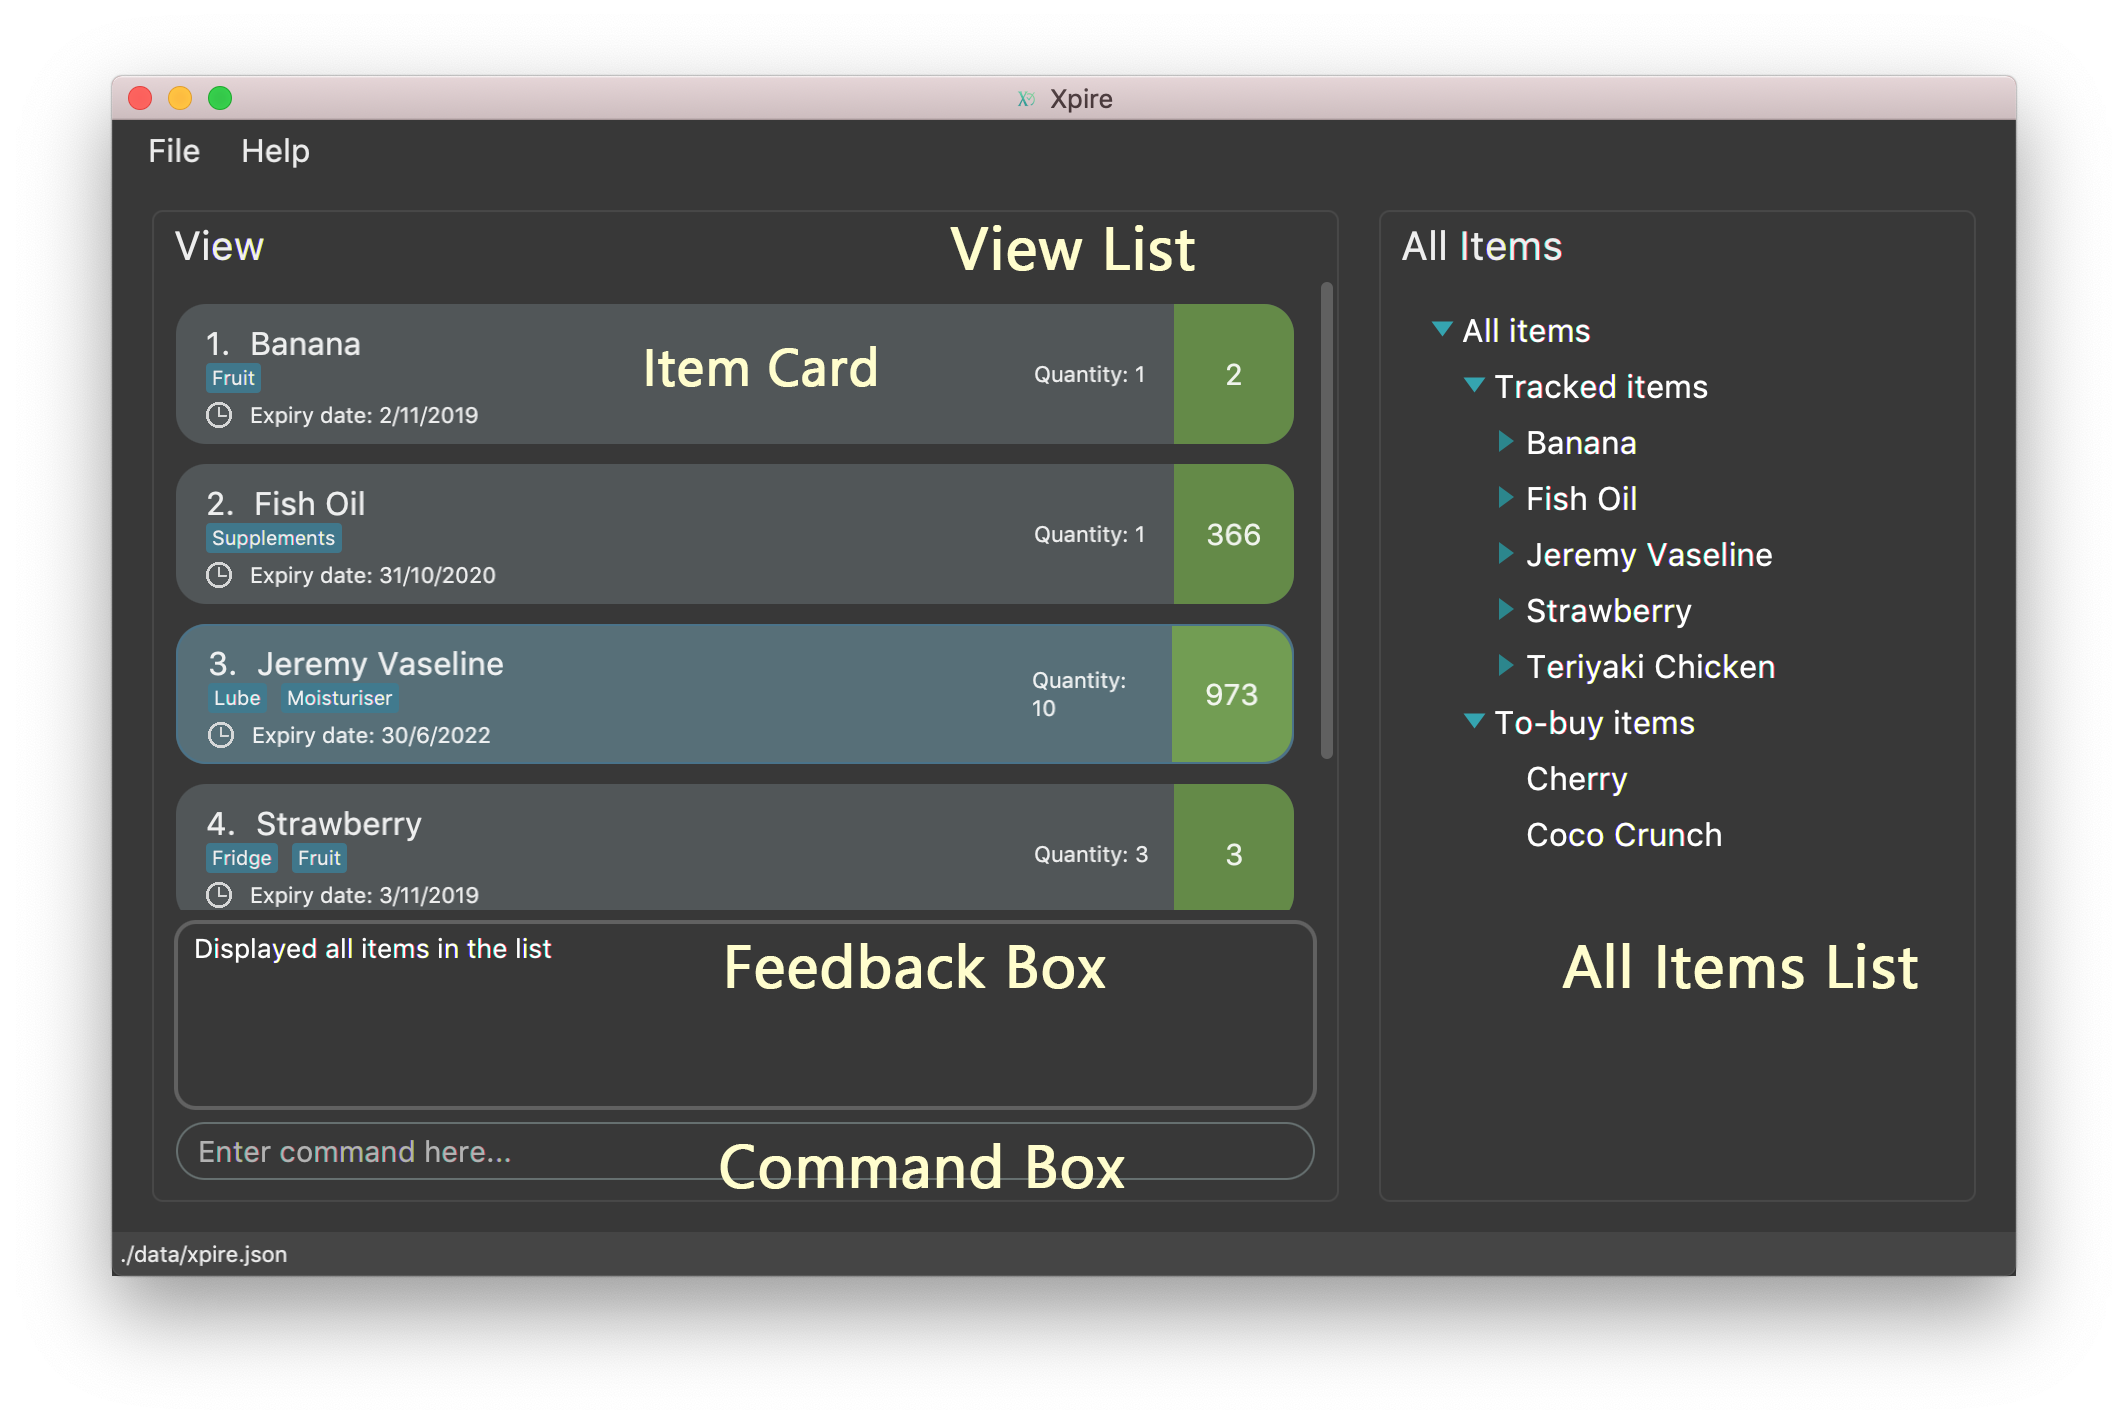 Xpire
File Help
View
View List
1. Banana
Fruit
Expiry date: 2/11/2019
Item Card
Quantity: 1
2
2. Fish Oil
Supplements
Expiry date: 31/10/2020
Quantity: 1
366
3. Jeremy Vaseline
Lube Moisturiser
Expiry date: 30/6/2022
Quantity:
10
973
4. Strawberry
Fridge Fruit
Expiry date: 3/11/2019
Quantity: 3
3
Displayed all items in the list
Feedback Box
Enter command here...
Command Box
All Items
All items
Tracked items
Banana
Fish Oil
Jeremy Vaseline
Strawberry
Teriyaki Chicken
To-buy items
Cherry
Coco Crunch
All Items List
./data/xpire.json